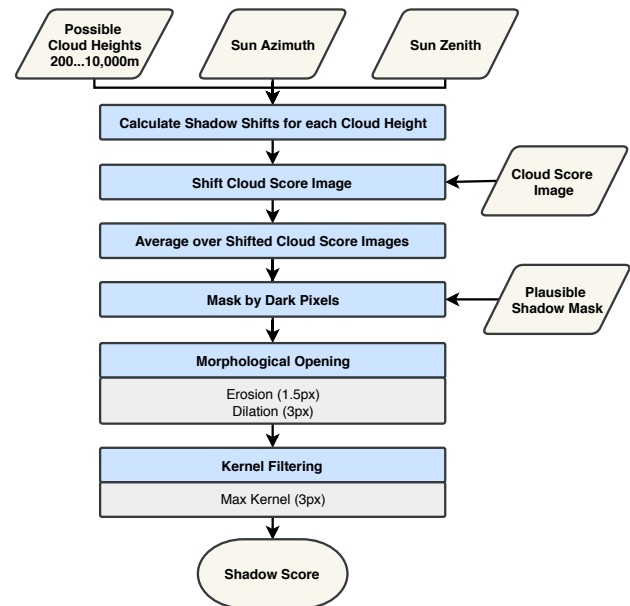 Possible
Cloud Heights
200...10,000m
Sun Azimuth
Sun Zenith
Calculate Shadow Shifts for each Cloud Height
Shift Cloud Score Image
Cloud Score
Image
Average over Shifted Cloud Score Images
Mask by Dark Pixels
Plausible
Shadow Mask
Morphological Opening
Erosion (1.5px)
Dilation (3px)
Kernel Filtering
Max Kernel (3px)
Shadow Score